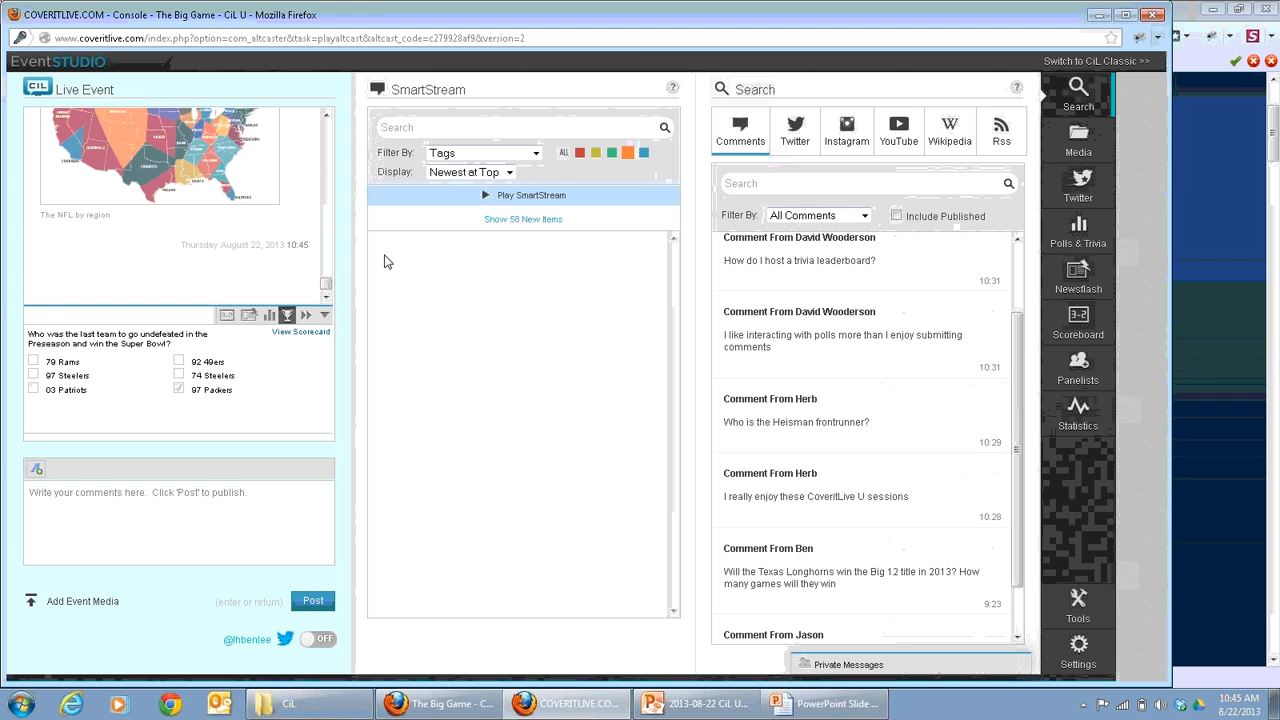 COVERITLIVE.COM - Console - The Big Game - CiL U - Mozilla Firefox
www.coveritlive.com/index.php?option=com_altcaster&task=playaltcast&altcast_code=c279928af9&version=2
EventSTUDIO
Switch to CiL Classic >>
CiL Live Event
The NFL by region
Thursday August 22, 2013 10:45
View Scorecard
Who was the last team to go undefeated in the
Preseason and win the Super Bowl?
79 Rams
92 49ers
97 Steelers
74 Steelers
03 Patriots
97 Packers
Write your comments here. Click 'Post' to publish.
Add Event Media
(enter or return)
Post
@lhbenlee
OFF
SmartStream
?
Search
Filter By:
Tags
All
Display:
Newest at Top
Play SmartStream
Show 58 New Items
Search
?
Comments
Twitter
Instagram
YouTube
Wikipedia
Rss
Search
Filter By:
All Comments
Include Published
Comment From David Wooderson
How do I host a trivia leaderboard?
10:31
Comment From David Wooderson
I like interacting with polls more than I enjoy submitting
comments
10:31
Comment From Herb
Who is the Heisman frontrunner?
10:29
Comment From Herb
I really enjoy these CoveritLive U sessions
10:28
Comment From Ben
Will the Texas Longhorns win the Big 12 title in 2013? How
many games will they win
9:23
Comment From Jason
Private Messages
Search
Media
Twitter
Polls & Trivia
Newsflash
3-2
Scoreboard
Panelists
Statistics
Tools
Settings
CiL
The Big Game - C...
COVERITLIVE.CO...
2013-08-22 CiL U...
PowerPoint Slide ...
10:45 AM
8/22/2013